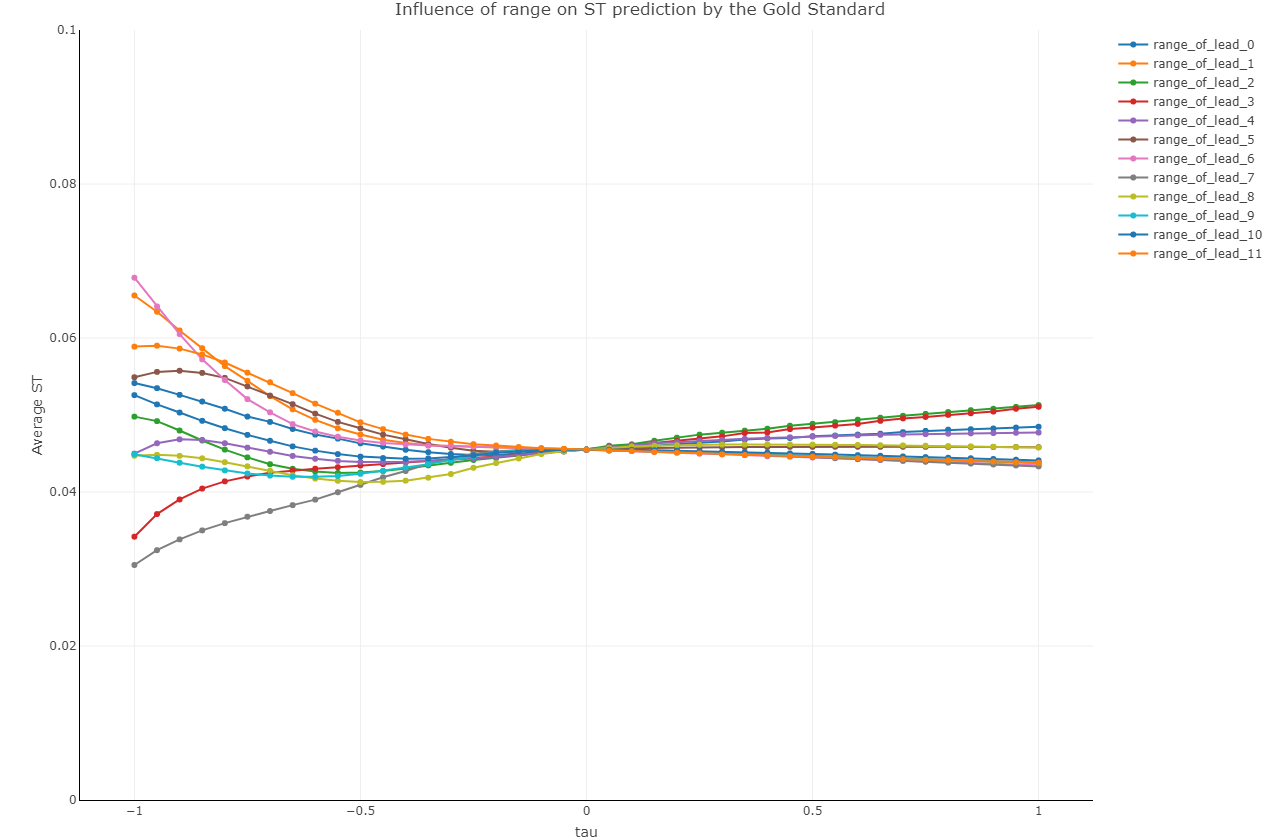 Influence of range on ST prediction by the Gold Standard
0.1
0.08
0.06
0.04
0.02
0
Average ST
−1
−0.5
0
0.5
1
tau
range_of_lead_0
range_of_lead_1
range_of_lead_2
range_of_lead_3
range_of_lead_4
range_of_lead_5
range_of_lead_6
range_of_lead_7
range_of_lead_8
range_of_lead_9
range_of_lead_10
range_of_lead_11